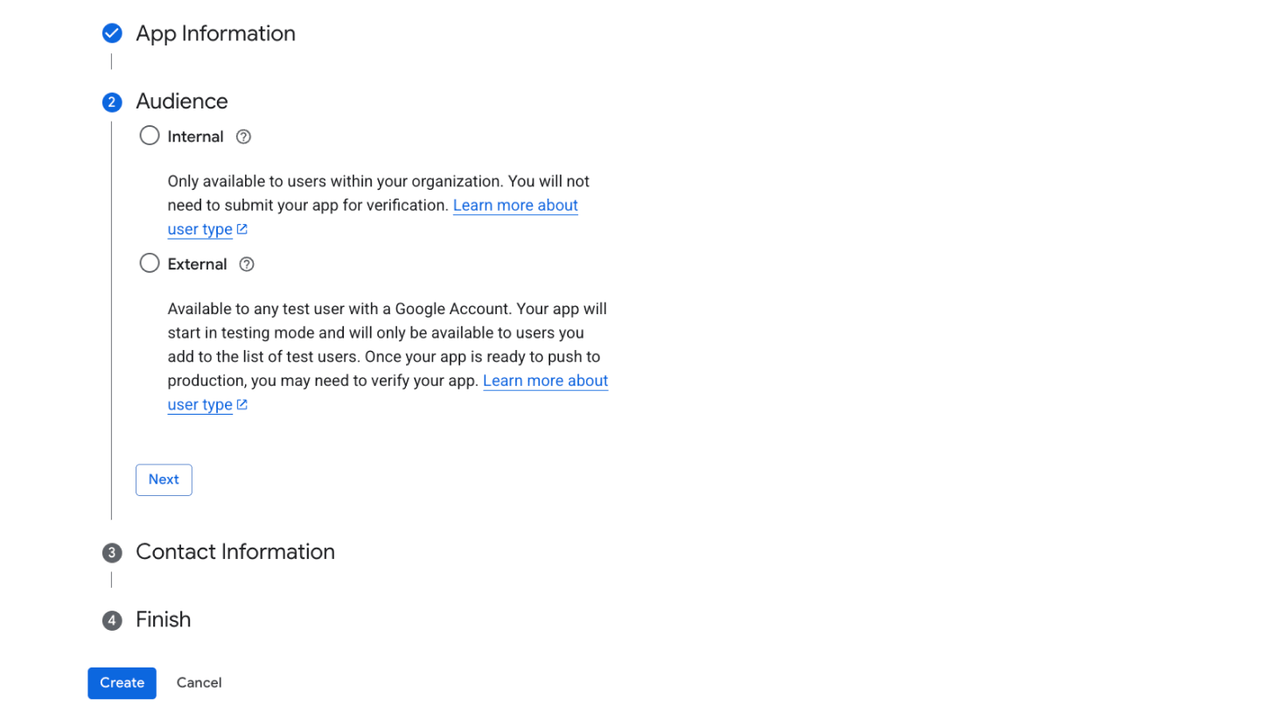 App Information
2 Audience
Internal
Only available to users within your organization. You will not
need to submit your app for verification. Learn more about
user type
External
Available to any test user with a Google Account. Your app will
start in testing mode and will only be available to users you
add to the list of test users. Once your app is ready to push to
production, you may need to verify your app. Learn more about
user type
Next
3 Contact Information
4 Finish
Create Cancel